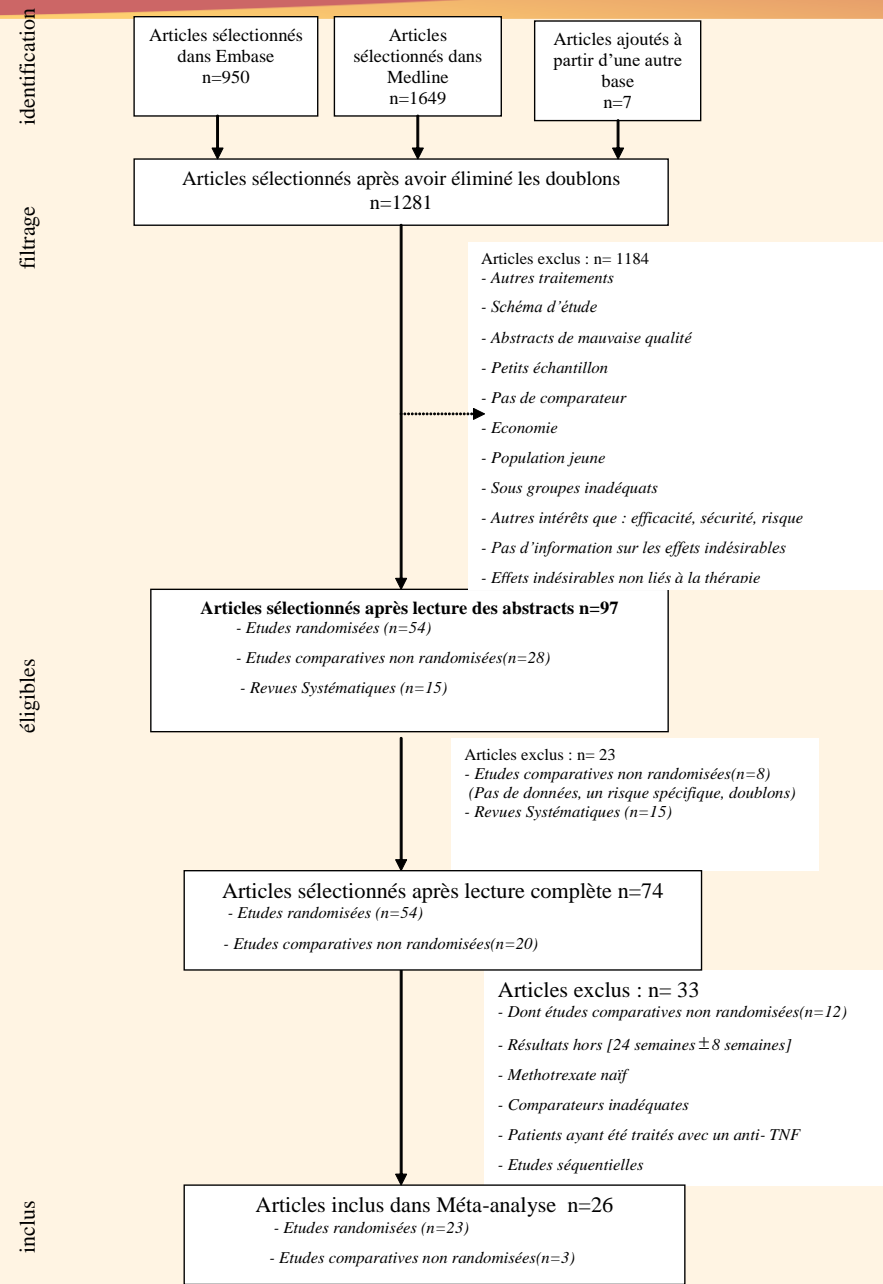 identification
Articles sélectionnés
dans Embase
n=950
Articles
sélectionnés dans
Medline
n=1649
Articles ajoutés à
partir d'une autre
base
n=7
filtrage
Articles sélectionnés après avoir éliminé les doublons
n=1281
Articles exclus : n= 1184
- Autres traitements
- Schéma d'étude
- Abstracts de mauvaise qualité
- Petits échantillon
- Pas de comparateur
- Economie
- Population jeune
- Sous groupes inadéquats
- Autres intérêts que : efficacité, sécurité, risque
- Pas d'information sur les effets indésirables
- Effets indésirables non liés à la thérapie
éligibles
Articles sélectionnés après lecture des abstracts n=97
- Etudes randomisées (n=54)
- Etudes comparatives non randomisées(n=28)
- Revues Systématiques (n=15)
Articles exclus : n= 23
- Etudes comparatives non randomisées(n=8)
(Pas de données, un risque spécifique, doublons)
- Revues Systématiques (n=15)
Articles sélectionnés après lecture complète n=74
- Etudes randomisées (n=54)
- Etudes comparatives non randomisées(n=20)
Articles exclus : n= 33
- Dont études comparatives non randomisées(n=12)
- Résultats hors [24 semaines ± 8 semaines]
- Methotrexate naïf
- Comparateurs inadéquates
- Patients ayant été traités avec un anti- TNF
- Etudes séquentielles
inclus
Articles inclus dans Méta-analyse n=26
- Etudes randomisées (n=23)
- Etudes comparatives non randomisées(n=3)